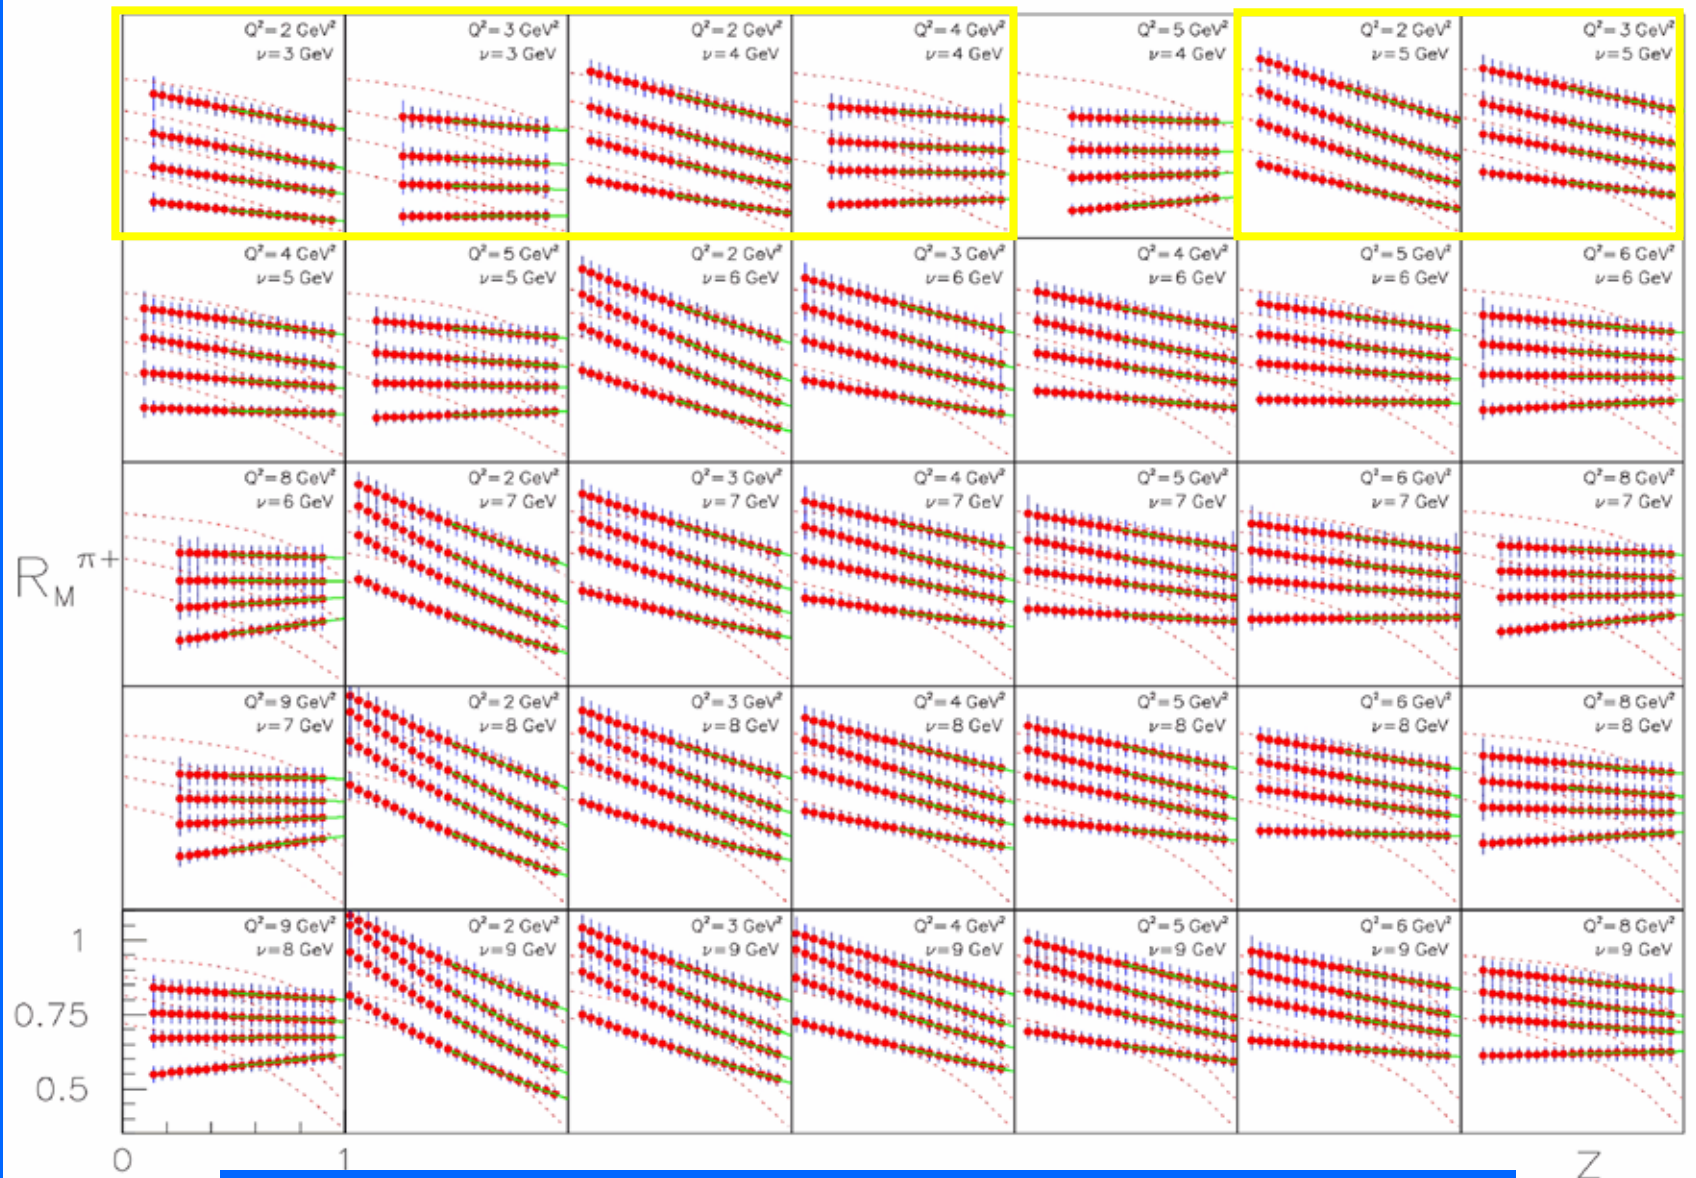 Q²=2 GeV²
ν=3 GeV
Q²=3 GeV²
ν=3 GeV
Q²=2 GeV²
ν=4 GeV
Q²=4 GeV²
ν=4 GeV
Q²=5 GeV²
ν=4 GeV
Q²=2 GeV²
ν=5 GeV
Q²=3 GeV²
ν=5 GeV
Q²=4 GeV²
ν=5 GeV
Q²=5 GeV²
ν=5 GeV
Q²=2 GeV²
ν=6 GeV
Q²=3 GeV²
ν=6 GeV
Q²=4 GeV²
ν=6 GeV
Q²=5 GeV²
ν=6 GeV
Q²=6 GeV²
ν=6 GeV
Q²=8 GeV²
ν=6 GeV
Q²=2 GeV²
ν=7 GeV
Q²=3 GeV²
ν=7 GeV
Q²=4 GeV²
ν=7 GeV
Q²=5 GeV²
ν=7 GeV
Q²=6 GeV²
ν=7 GeV
Q²=8 GeV²
ν=7 GeV
R_M^π+
Q²=9 GeV²
ν=7 GeV
Q²=2 GeV²
ν=8 GeV
Q²=3 GeV²
ν=8 GeV
Q²=4 GeV²
ν=8 GeV
Q²=5 GeV²
ν=8 GeV
Q²=6 GeV²
ν=8 GeV
Q²=8 GeV²
ν=8 GeV
Q²=9 GeV²
ν=8 GeV
Q²=2 GeV²
ν=9 GeV
Q²=3 GeV²
ν=9 GeV
Q²=4 GeV²
ν=9 GeV
Q²=5 GeV²
ν=9 GeV
Q²=6 GeV²
ν=9 GeV
Q²=8 GeV²
ν=9 GeV
1
0.75
0.5
0 1 Z